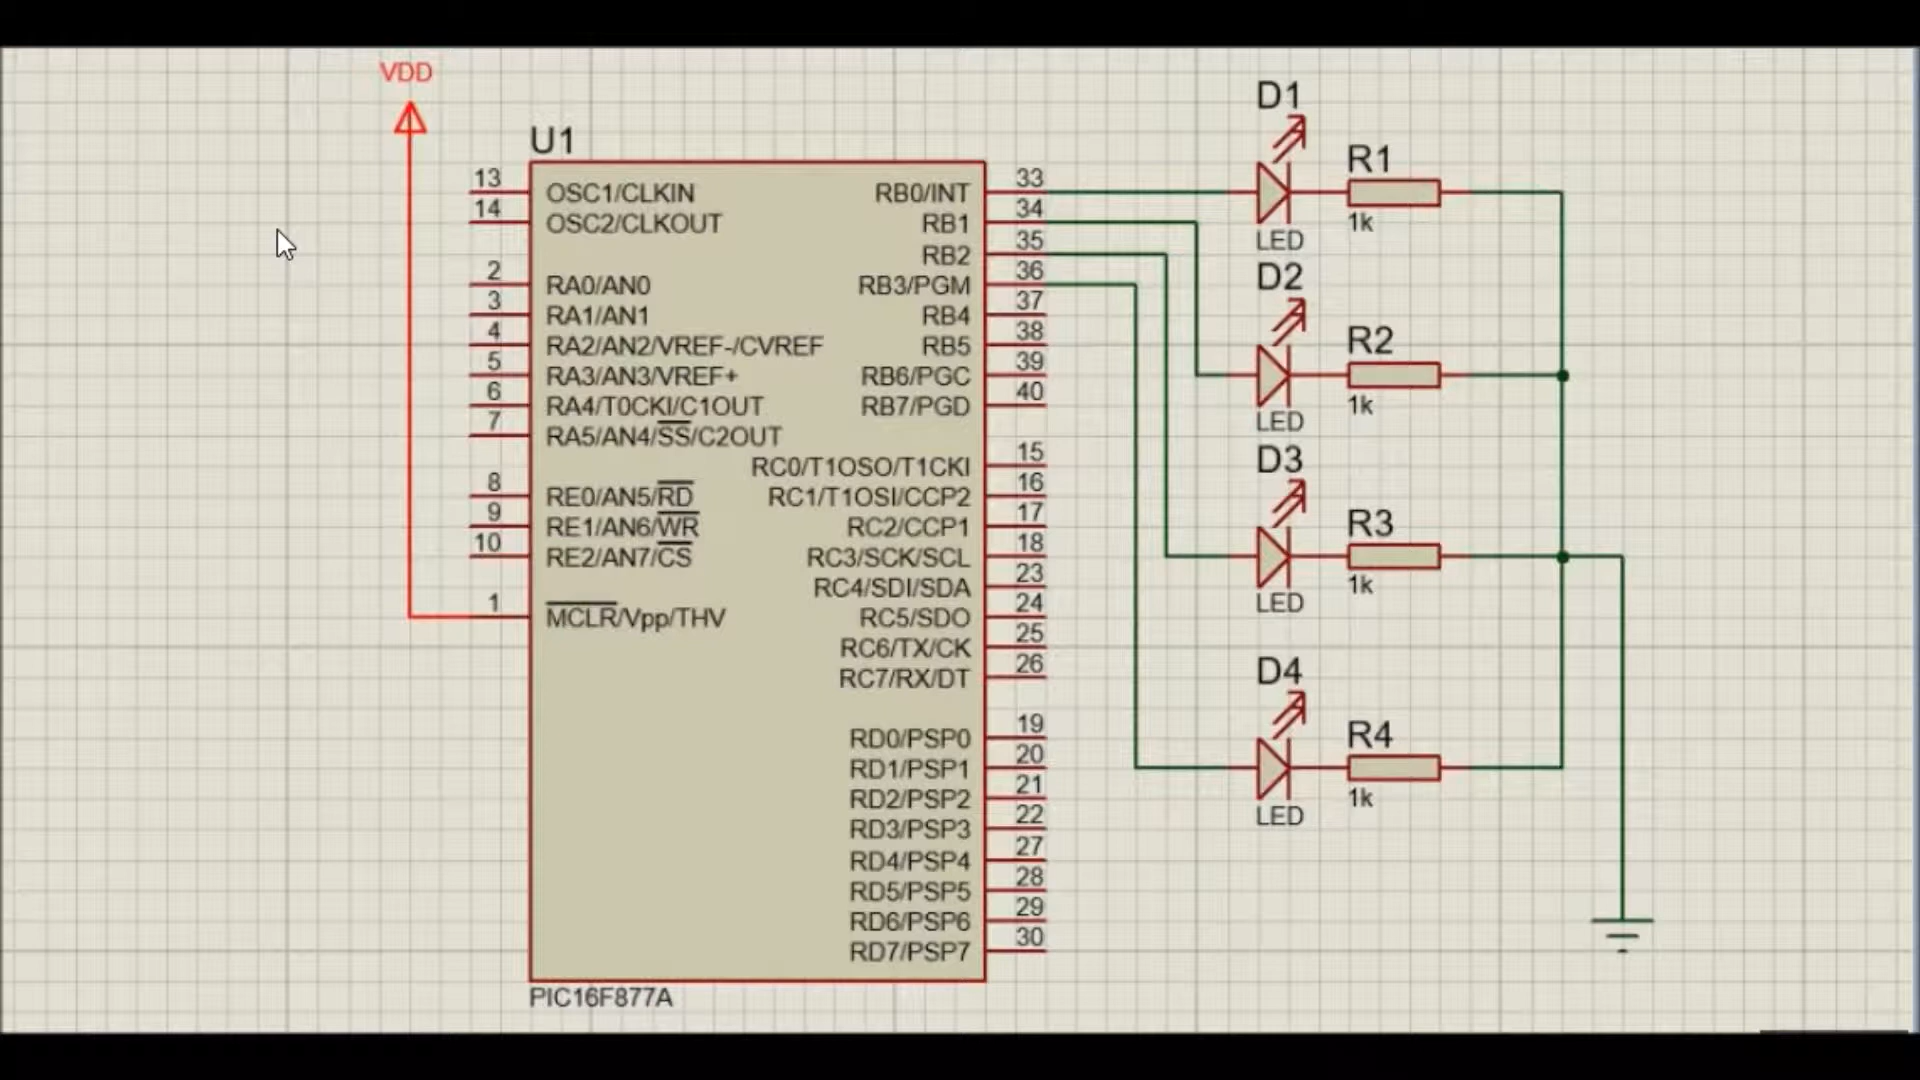 VDD
U1
13 OSC1/CLKIN
14 OSC2/CLKOUT
2 RA0/AN0
3 RA1/AN1
4 RA2/AN2/VREF-/CVREF
5 RA3/AN3/VREF+
6 RA4/T0CKI/C1OUT
7 RA5/AN4/SS/C2OUT
8 RE0/AN5/RD
9 RE1/AN6/WR
10 RE2/AN7/CS
1 MCLR/Vpp/THV
RB0/INT 33
RB1 34
RB2 35
RB3/PGM 36
RB4 37
RB5 38
RB6/PGC 39
RB7/PGD 40
RC0/T1OSO/T1CKI 15
RC1/T1OSI/CCP2 16
RC2/CCP1 17
RC3/SCK/SCL 18
RC4/SDI/SDA 23
RC5/SDO 24
RC6/TX/CK 25
RC7/RX/DT 26
RD0/PSP0 19
RD1/PSP1 20
RD2/PSP2 21
RD3/PSP3 22
RD4/PSP4 27
RD5/PSP5 28
RD6/PSP6 29
RD7/PSP7 30
PIC16F877A
D1
LED
R1
1k
D2
LED
R2
1k
D3
LED
R3
1k
D4
LED
R4
1k